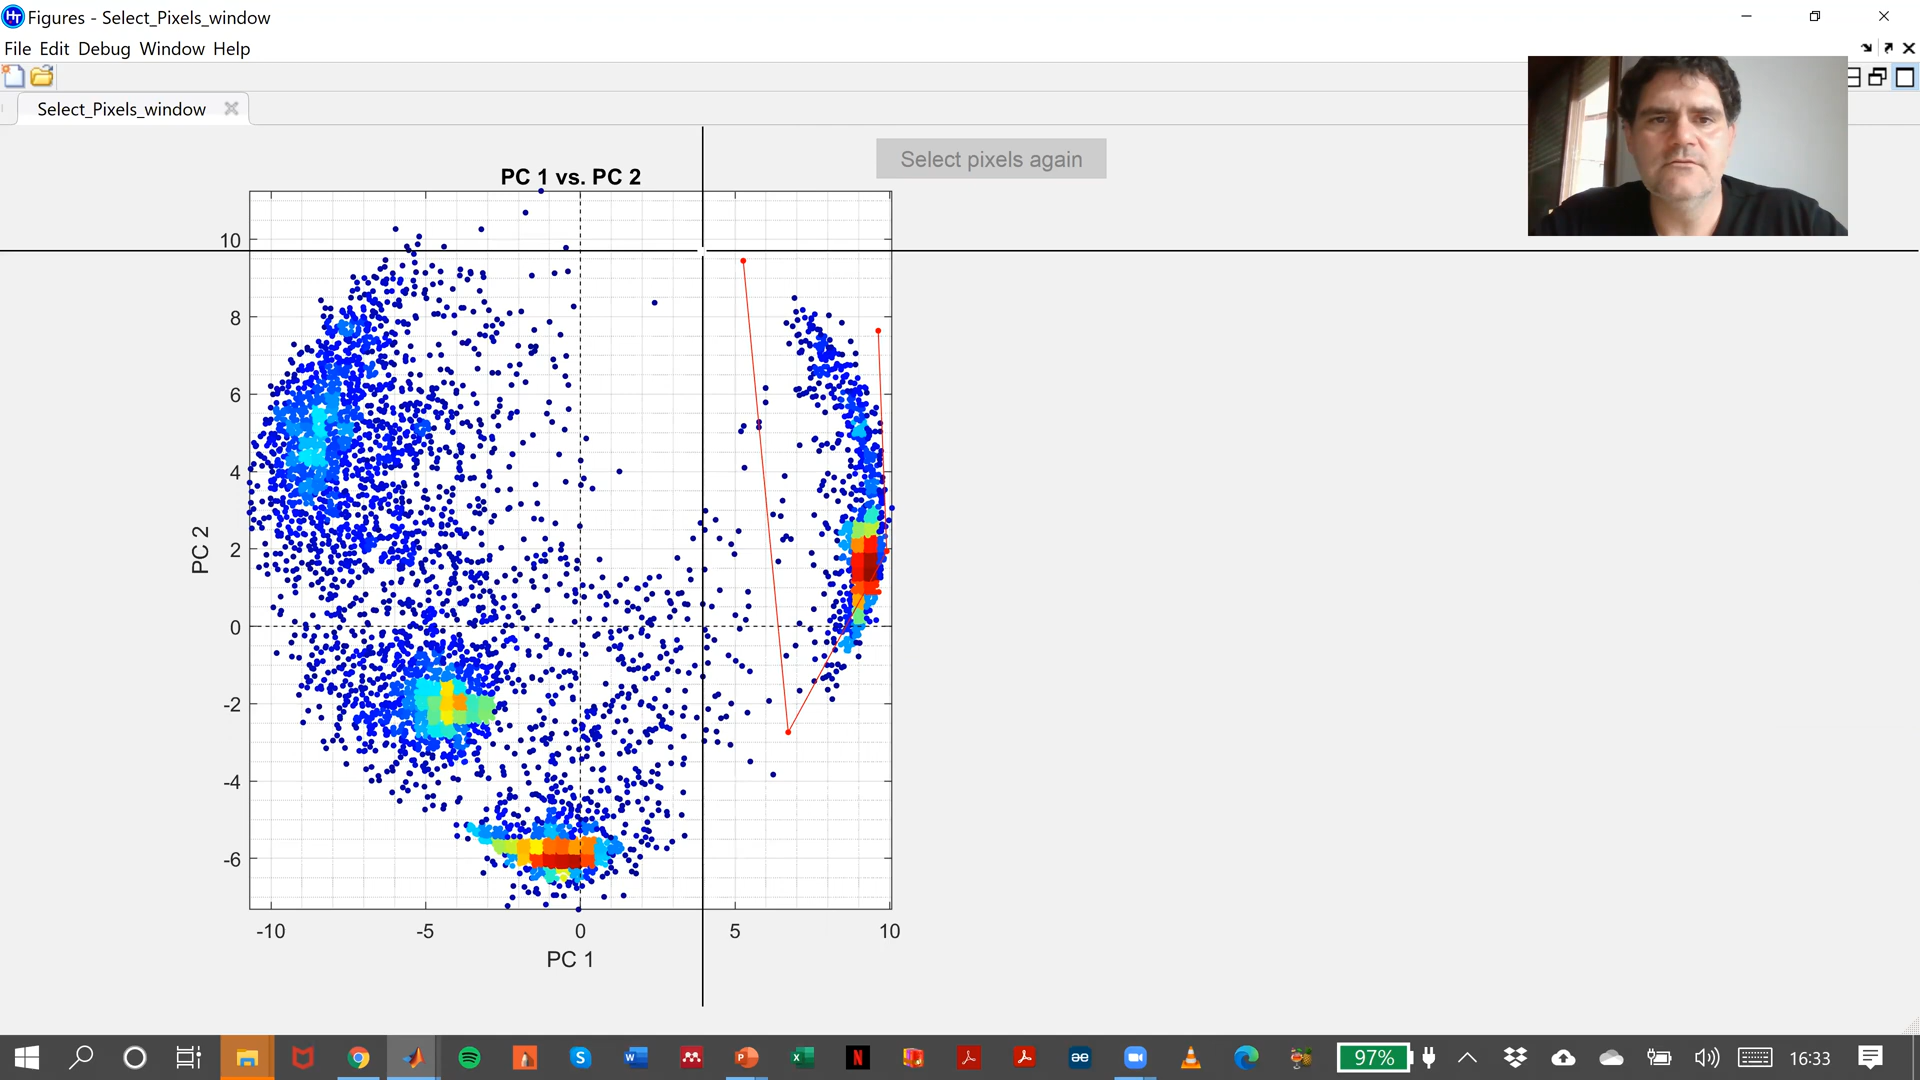 HT Figures - Select_Pixels_window
File Edit Debug Window Help
Select_Pixels_window
Select pixels again
PC 1 vs. PC 2
10
8
6
4
2
0
-2
-4
-6
PC 2
-10 -5 0 5 10
PC 1
97%
16:33